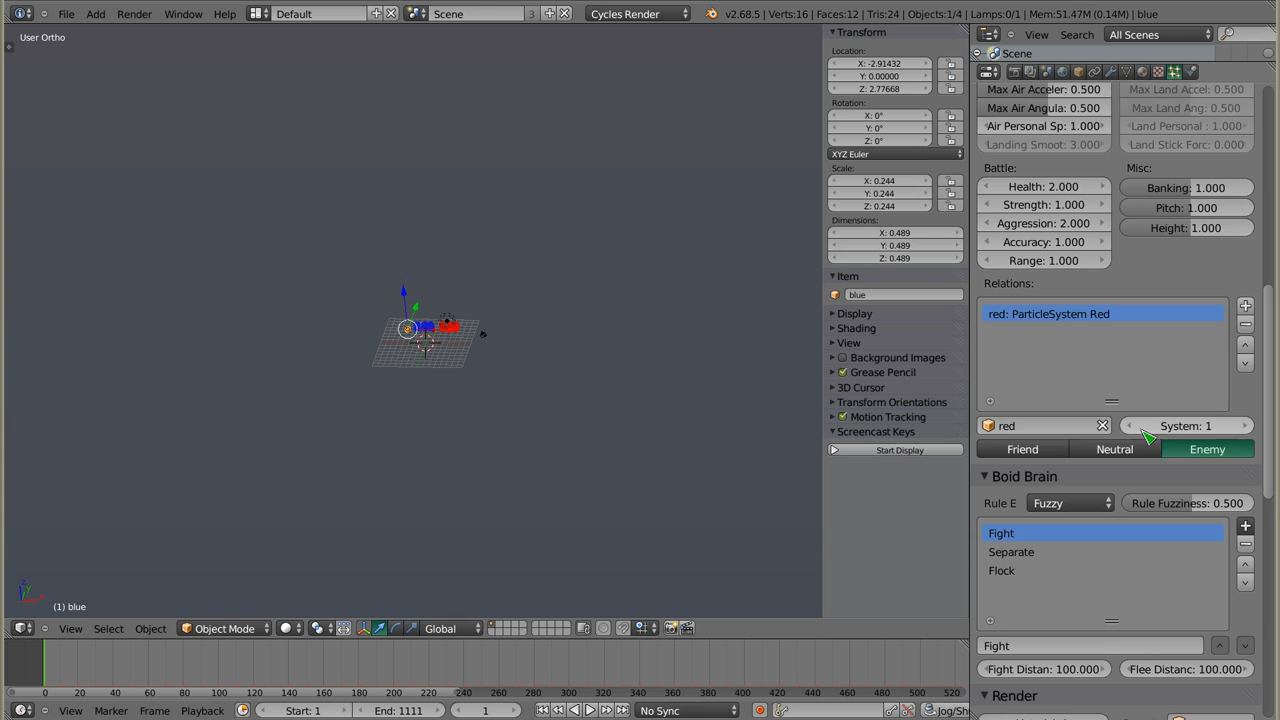 File Add Render Window Help Default Scene 3 Cycles Render v2.68.5 | Verts:16 | Faces:12 | Tris:24 | Objects:1/4 | Lamps:0/1 | Mem:51.47M (0.14M) | blue
User Ortho
Transform
Location:
X: -2.91432
Y: 0.00000
Z: 2.77668
Rotation:
X: 0°
Y: 0°
Z: 0°
XYZ Euler
Scale:
X: 0.244
Y: 0.244
Z: 0.244
Dimensions:
X: 0.489
Y: 0.489
Z: 0.489
Item
blue
Display
Shading
View
Background Images
Grease Pencil
3D Cursor
Transform Orientations
Motion Tracking
Screencast Keys
Start Display
View Search All Scenes
Scene
Max Air Acceler: 0.500 Max Land Accel: 0.500
Max Air Angula: 0.500 Max Land Ang: 0.500
Air Personal Sp: 1.000 Land Personal : 1.000
Landing Smoot: 3.000 Land Stick Forc: 0.000
Battle: Misc:
Health: 2.000 Banking: 1.000
Strength: 1.000 Pitch: 1.000
Aggression: 2.000 Height: 1.000
Accuracy: 1.000
Range: 1.000
Relations:
red: ParticleSystem Red
red System: 1
Friend Neutral Enemy
Boid Brain
Rule E Fuzzy Rule Fuzziness: 0.500
Fight
Separate
Flock
Fight
Fight Distan: 100.000 Flee Distanc: 100.000
Render
(1) blue
View Select Object Object Mode Global
0 20 40 60 80 100 120 140 160 180 200 220 240 260 280 300 320 340 360 380 400 420 440 460 480 500 520
View Marker Frame Playback Start: 1 End: 1111 1 No Sync Jog/Sh